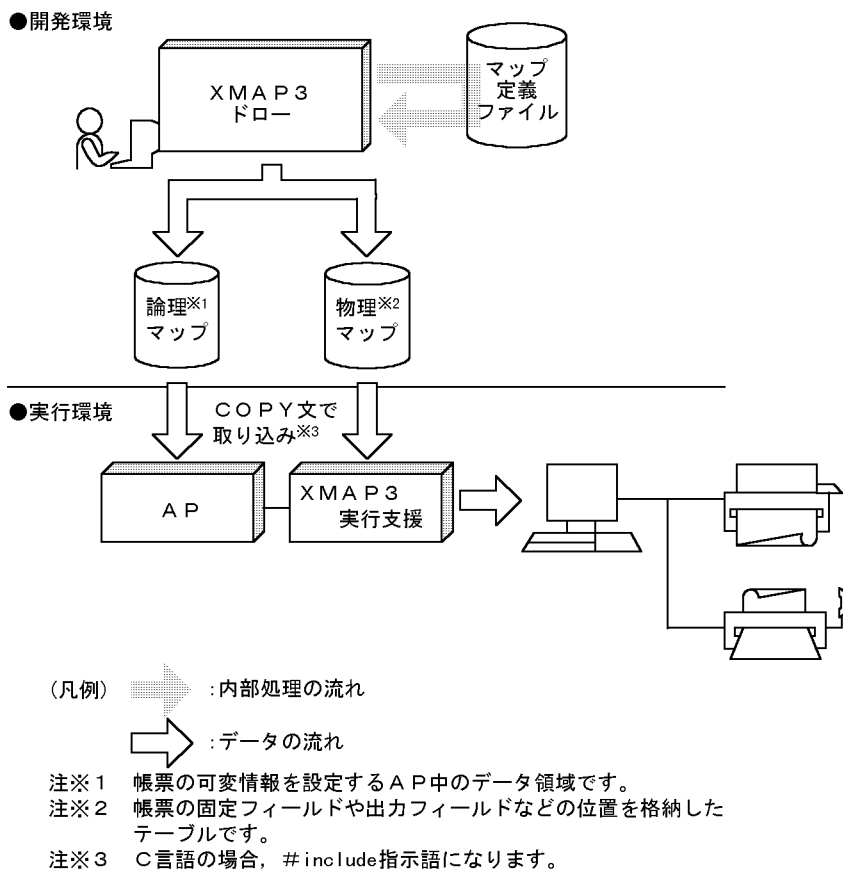 ●開発環境
XMAP3
ドロー
マップ
定義
ファイル
論理※1
マップ
物理※2
マップ
●実行環境
COPY文で
取り込み※3
AP
XMAP3
実行支援
(凡例)
:内部処理の流れ
:データの流れ
注※1 帳票の可変情報を設定するAP中のデータ領域です。
注※2 帳票の固定フィールドや出力フィールドなどの位置を格納した
テーブルです。
注※3 C言語の場合,#include指示語になります。